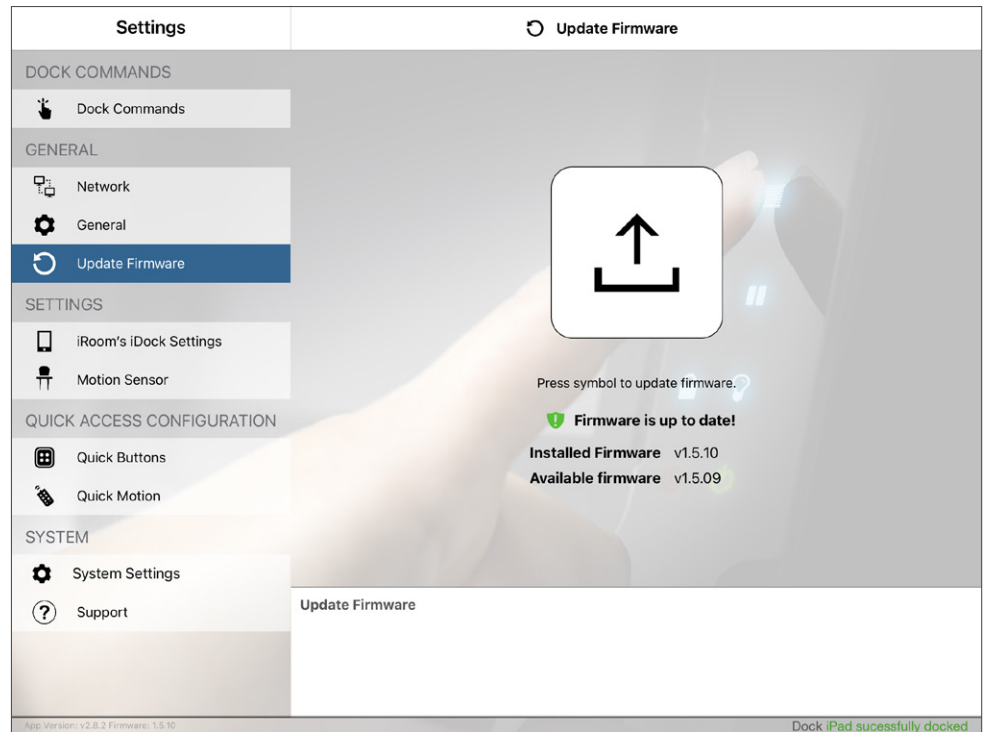 Settings
Update Firmware
DOCK COMMANDS
Dock Commands
GENERAL
Network
General
Update Firmware
SETTINGS
iRoom's iDock Settings
Motion Sensor
QUICK ACCESS CONFIGURATION
Quick Buttons
Quick Motion
SYSTEM
System Settings
Support
Press symbol to update firmware.
Firmware is up to date!
Installed Firmware v1.5.10
Available firmware v1.5.09
Update Firmware
App Version: v2.8.2 Firmware: 1.5.10
Dock iPad sucessfully docked